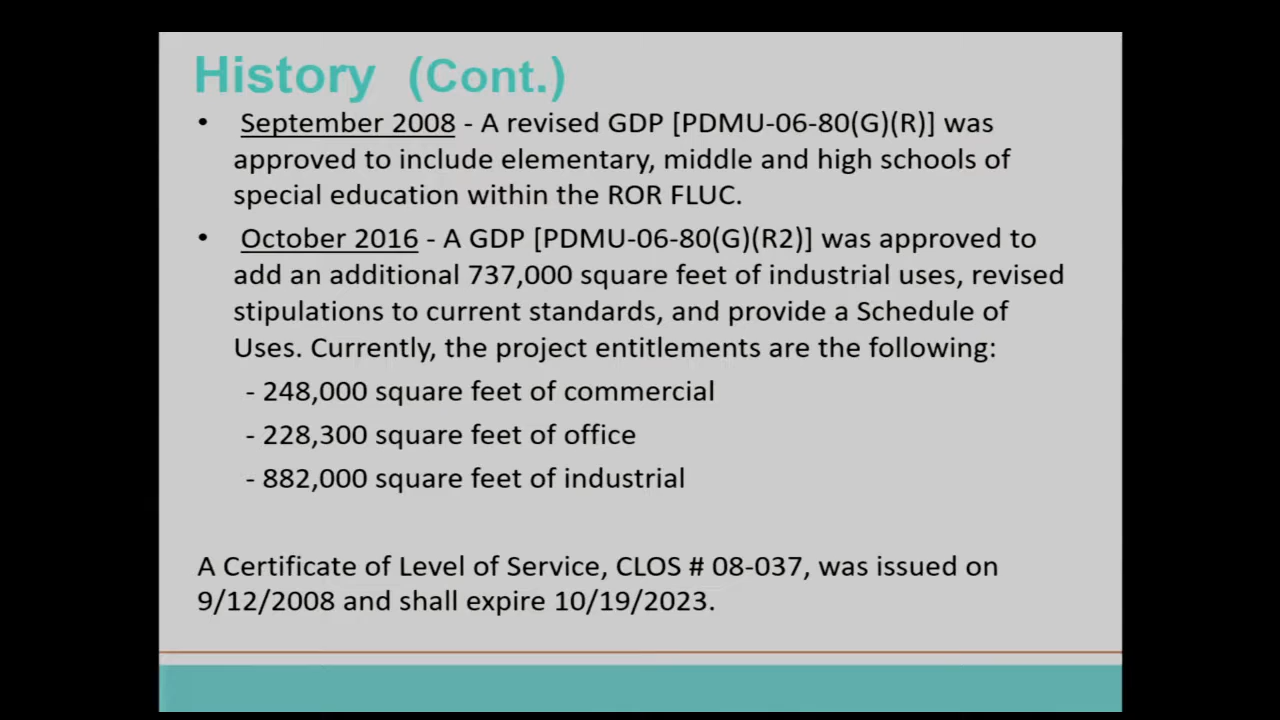 History (Cont.)
• September 2008 - A revised GDP [PDMU-06-80(G)(R)] was
approved to include elementary, middle and high schools of
special education within the ROR FLUC.
• October 2016 - A GDP [PDMU-06-80(G)(R2)] was approved to
add an additional 737,000 square feet of industrial uses, revised
stipulations to current standards, and provide a Schedule of
Uses. Currently, the project entitlements are the following:
- 248,000 square feet of commercial
- 228,300 square feet of office
- 882,000 square feet of industrial
A Certificate of Level of Service, CLOS # 08-037, was issued on
9/12/2008 and shall expire 10/19/2023.